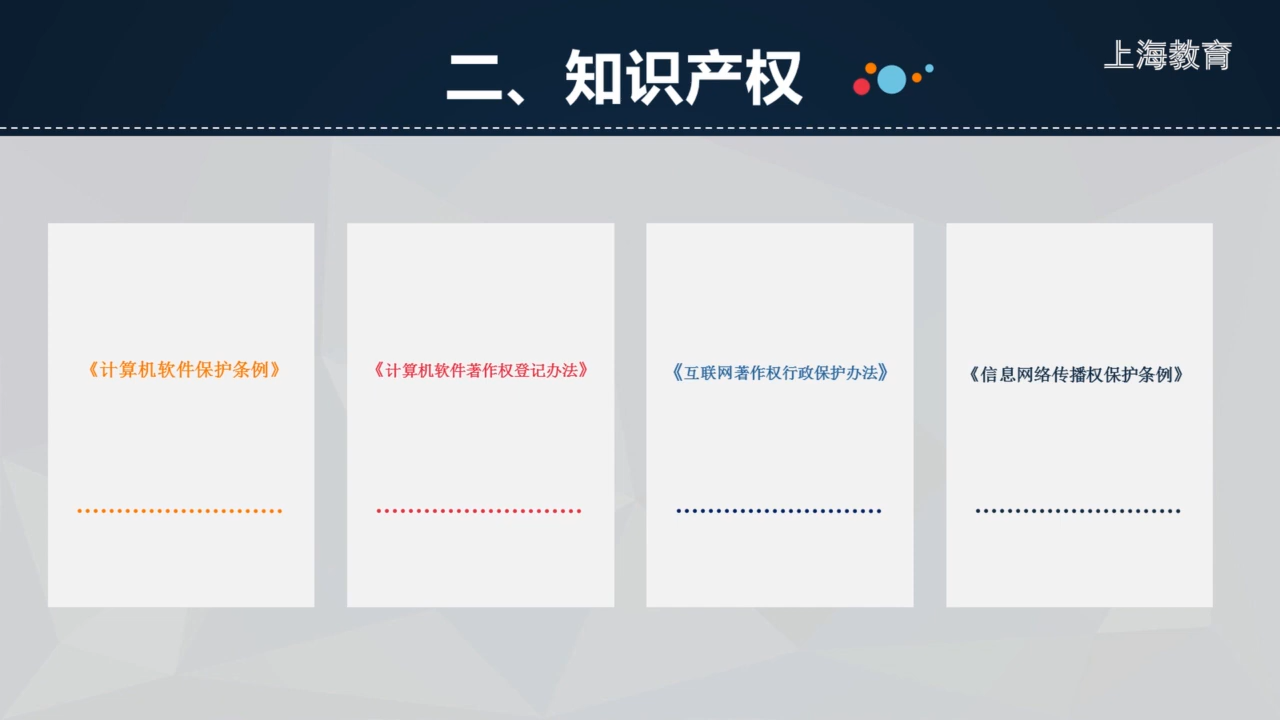 二、知识产权
上海教育
《计算机软件保护条例》
《计算机软件著作权登记办法》
《互联网著作权行政保护办法》
《信息网络传播权保护条例》